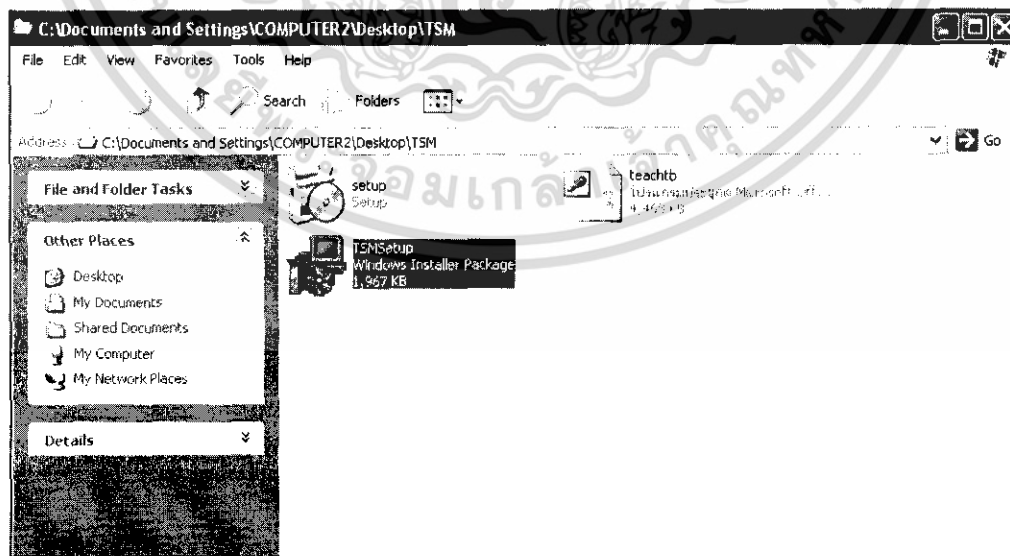 C:\Documents and Settings\COMPUTER2\Desktop\TSM
File Edit View Favorites Tools Help
Search Folders
Address C:\Documents and Settings\COMPUTER2\Desktop\TSM Go
File and Folder Tasks
Other Places
Desktop
My Documents
Shared Documents
My Computer
My Network Places
Details
setup
Setup
teachtb
Microsoft
TSMSetup
Windows Installer Package
1,967 KB